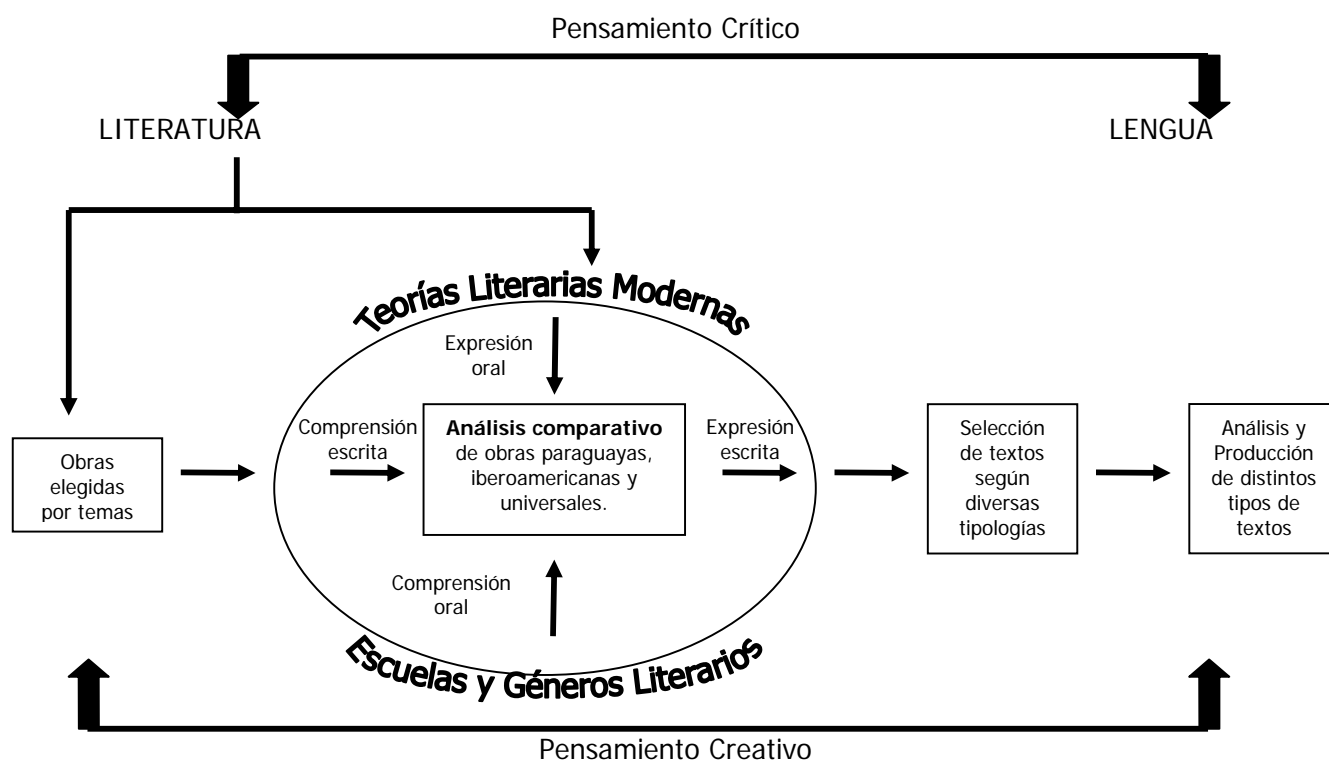 Pensamiento Crítico
LITERATURA
LENGUA
Teorías Literarias Modernas
Expresión
oral
Comprensión
escrita
Análisis comparativo
de obras paraguayas,
iberoamericanas y
universales.
Expresión
escrita
Comprensión
oral
Escuelas y Géneros Literarios
Obras
elegidas
por temas
Selección
de textos
según
diversas
tipologías
Análisis y
Producción
de distintos
tipos de
textos
Pensamiento Creativo